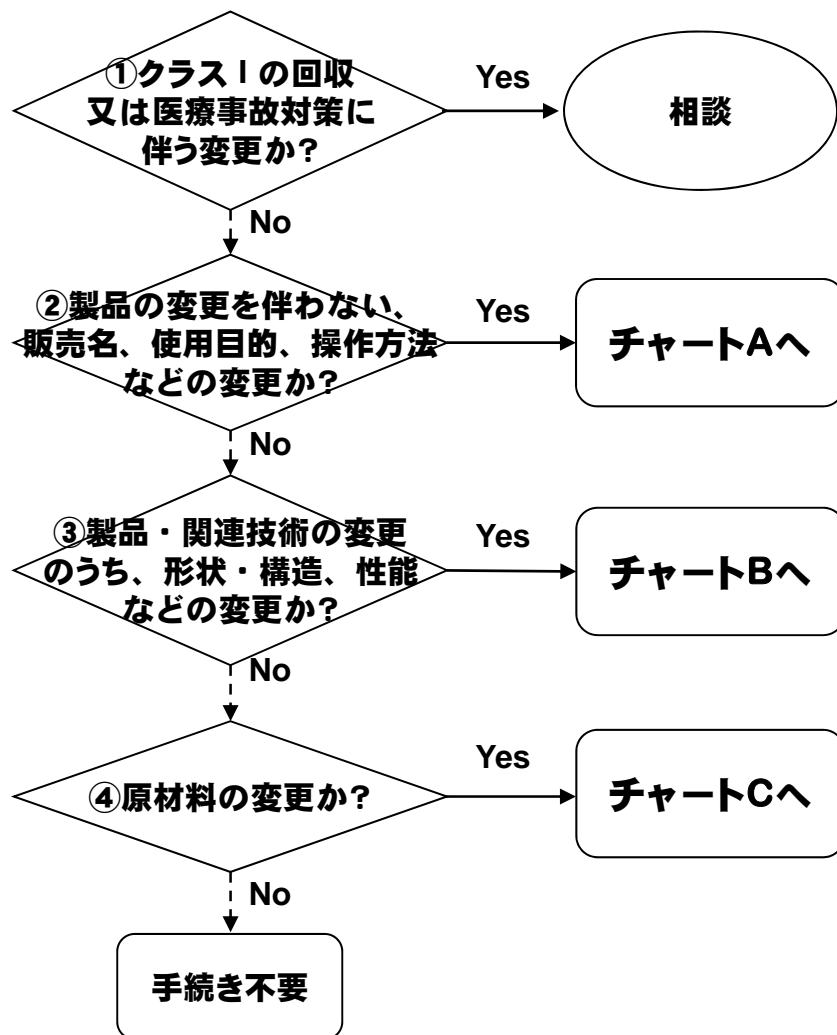 ①クラスⅠの回収
又は医療事故対策に
伴う変更か?
Yes
相談
No
②製品の変更を伴わない、
販売名、使用目的、操作方法
などの変更か?
Yes
チャートAへ
No
③製品・関連技術の変更
のうち、形状・構造、性能
などの変更か?
Yes
チャートBへ
No
④原材料の変更か?
Yes
チャートCへ
No
手続き不要